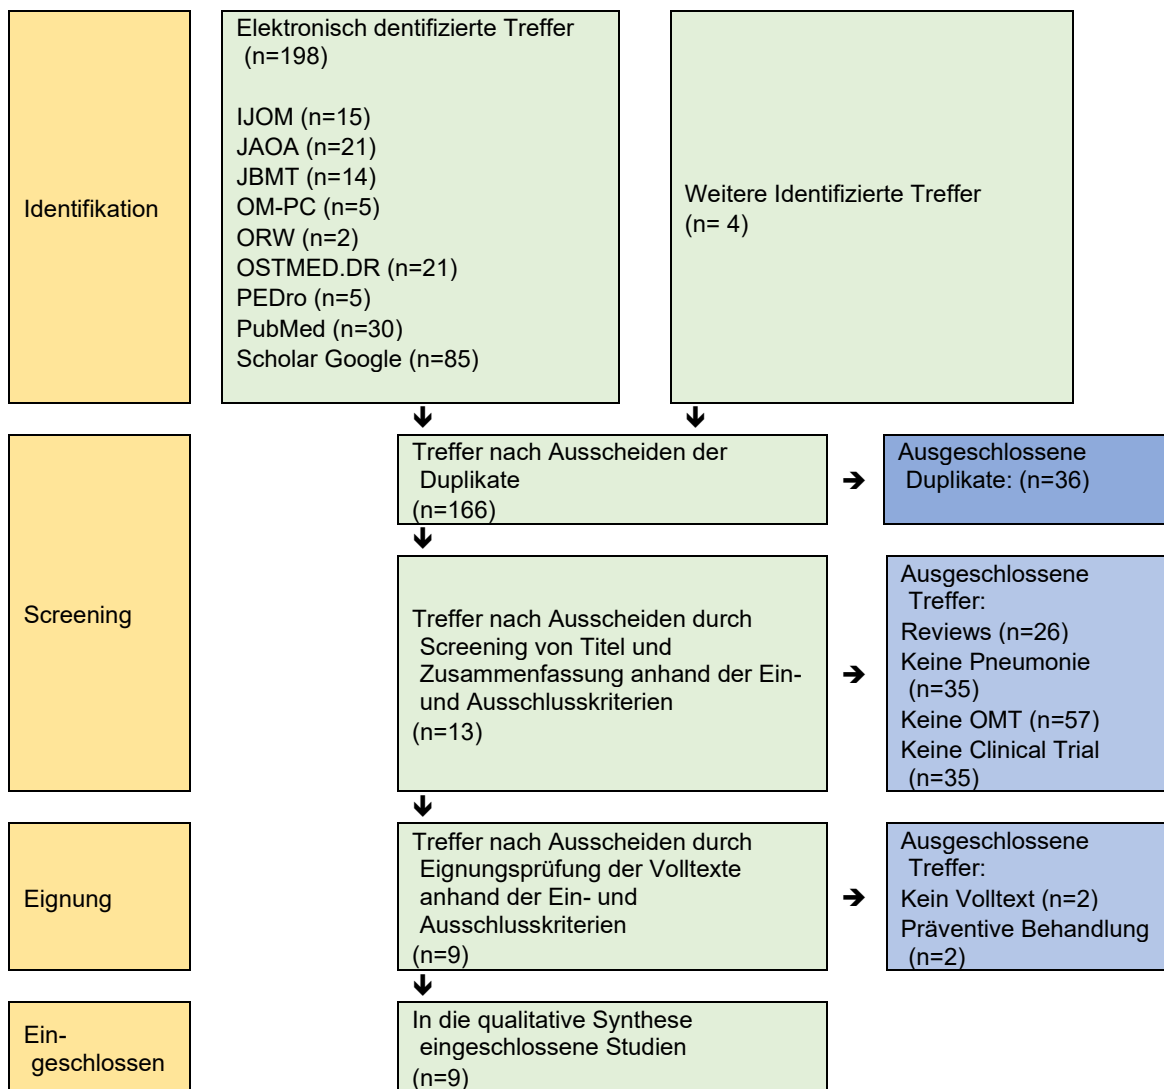 Identifikation
Elektronisch dentifizierte Treffer
(n=198)
IJOM (n=15)
JAOA (n=21)
JBMT (n=14)
OM-PC (n=5)
ORW (n=2)
OSTMED.DR (n=21)
PEDro (n=5)
PubMed (n=30)
Scholar Google (n=85)
Weitere Identifizierte Treffer
(n= 4)
Screening
Treffer nach Ausscheiden der
Duplikate
(n=166)
Ausgeschlossene
Duplikate: (n=36)
Treffer nach Ausscheiden durch
Screening von Titel und
Zusammenfassung anhand der Ein-
und Ausschlusskriterien
(n=13)
Ausgeschlossene
Treffer:
Reviews (n=26)
Keine Pneumonie
(n=35)
Keine OMT (n=57)
Keine Clinical Trial
(n=35)
Eignung
Treffer nach Ausscheiden durch
Eignungsprüfung der Volltexte
anhand der Ein- und
Ausschlusskriterien
(n=9)
Ausgeschlossene
Treffer:
Kein Volltext (n=2)
Präventive Behandlung
(n=2)
Ein-
geschlossen
In die qualitative Synthese
eingeschlossene Studien
(n=9)